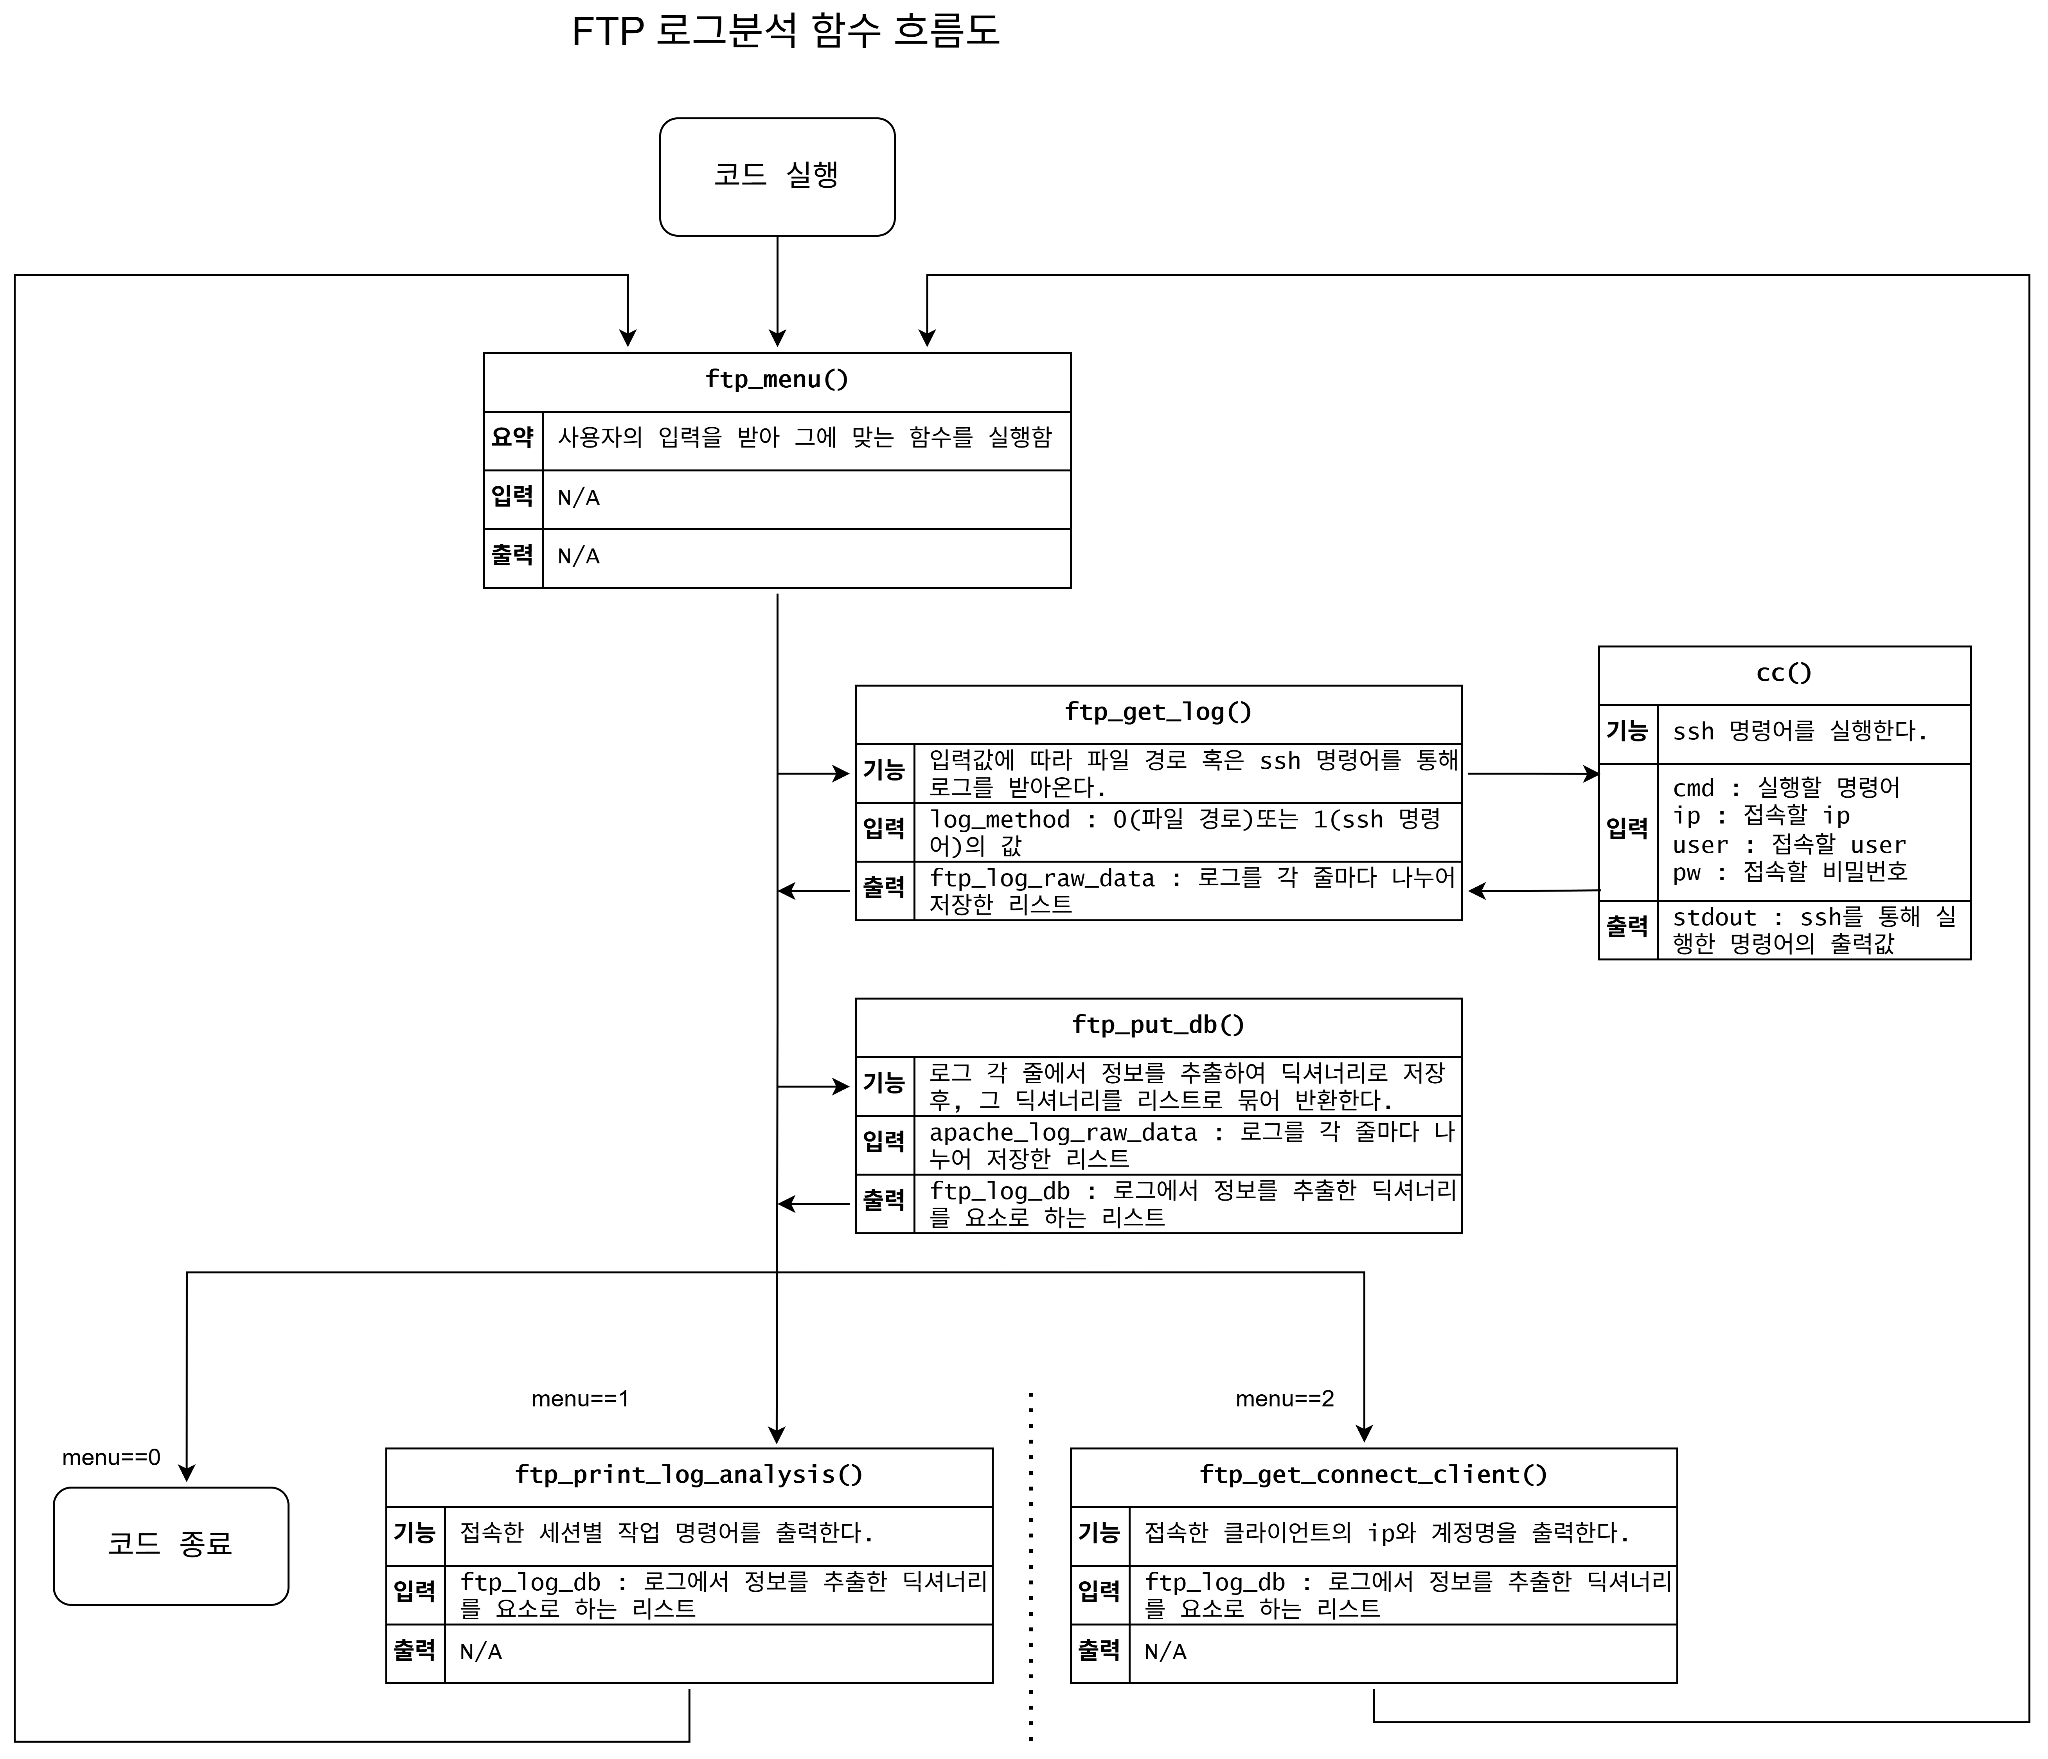 FTP 로그분석 함수 흐름도
코드 실행
ftp_menu()
요약
사용자의 입력을 받아 그에 맞는 함수를 실행함
입력
N/A
출력
N/A
ftp_get_log()
기능
입력값에 따라 파일 경로 혹은 ssh 명령어를 통해
로그를 받아온다.
입력
log_method : 0(파일 경로)또는 1(ssh 명령
어)의 값
출력
ftp_log_raw_data : 로그를 각 줄마다 나누어
저장한 리스트
cc()
기능
ssh 명령어를 실행한다.
입력
cmd : 실행할 명령어
ip : 접속할 ip
user : 접속할 user
pw : 접속할 비밀번호
출력
stdout : ssh를 통해 실
행한 명령어의 출력값
ftp_put_db()
기능
로그 각 줄에서 정보를 추출하여 딕셔너리로 저장
후, 그 딕셔너리를 리스트로 묶어 반환한다.
입력
apache_log_raw_data : 로그를 각 줄마다 나
누어 저장한 리스트
출력
ftp_log_db : 로그에서 정보를 추출한 딕셔너리
를 요소로 하는 리스트
menu==0
코드 종료
menu==1
ftp_print_log_analysis()
기능
접속한 세션별 작업 명령어를 출력한다.
입력
ftp_log_db : 로그에서 정보를 추출한 딕셔너리
를 요소로 하는 리스트
출력
N/A
menu==2
ftp_get_connect_client()
기능
접속한 클라이언트의 ip와 계정명을 출력한다.
입력
ftp_log_db : 로그에서 정보를 추출한 딕셔너리
를 요소로 하는 리스트
출력
N/A